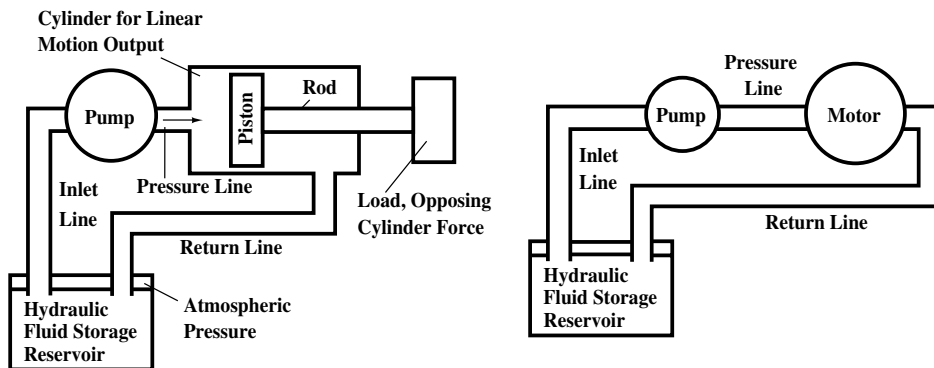 Cylinder for Linear
Motion Output
Rod
Pump
Piston
Inlet
Line
Pressure Line
Load, Opposing
Cylinder Force
Return Line
Hydraulic
Fluid Storage
Reservoir
Atmospheric
Pressure
Pressure
Line
Pump
Motor
Inlet
Line
Return Line
Hydraulic
Fluid Storage
Reservoir